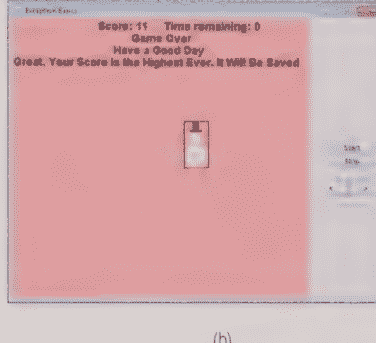 Score: 11 Time remaining: 0
Game Over
Have a Good Day
Great, Your Score Is the Highest Ever. It Will Be Saved
Start
Stop
(b)